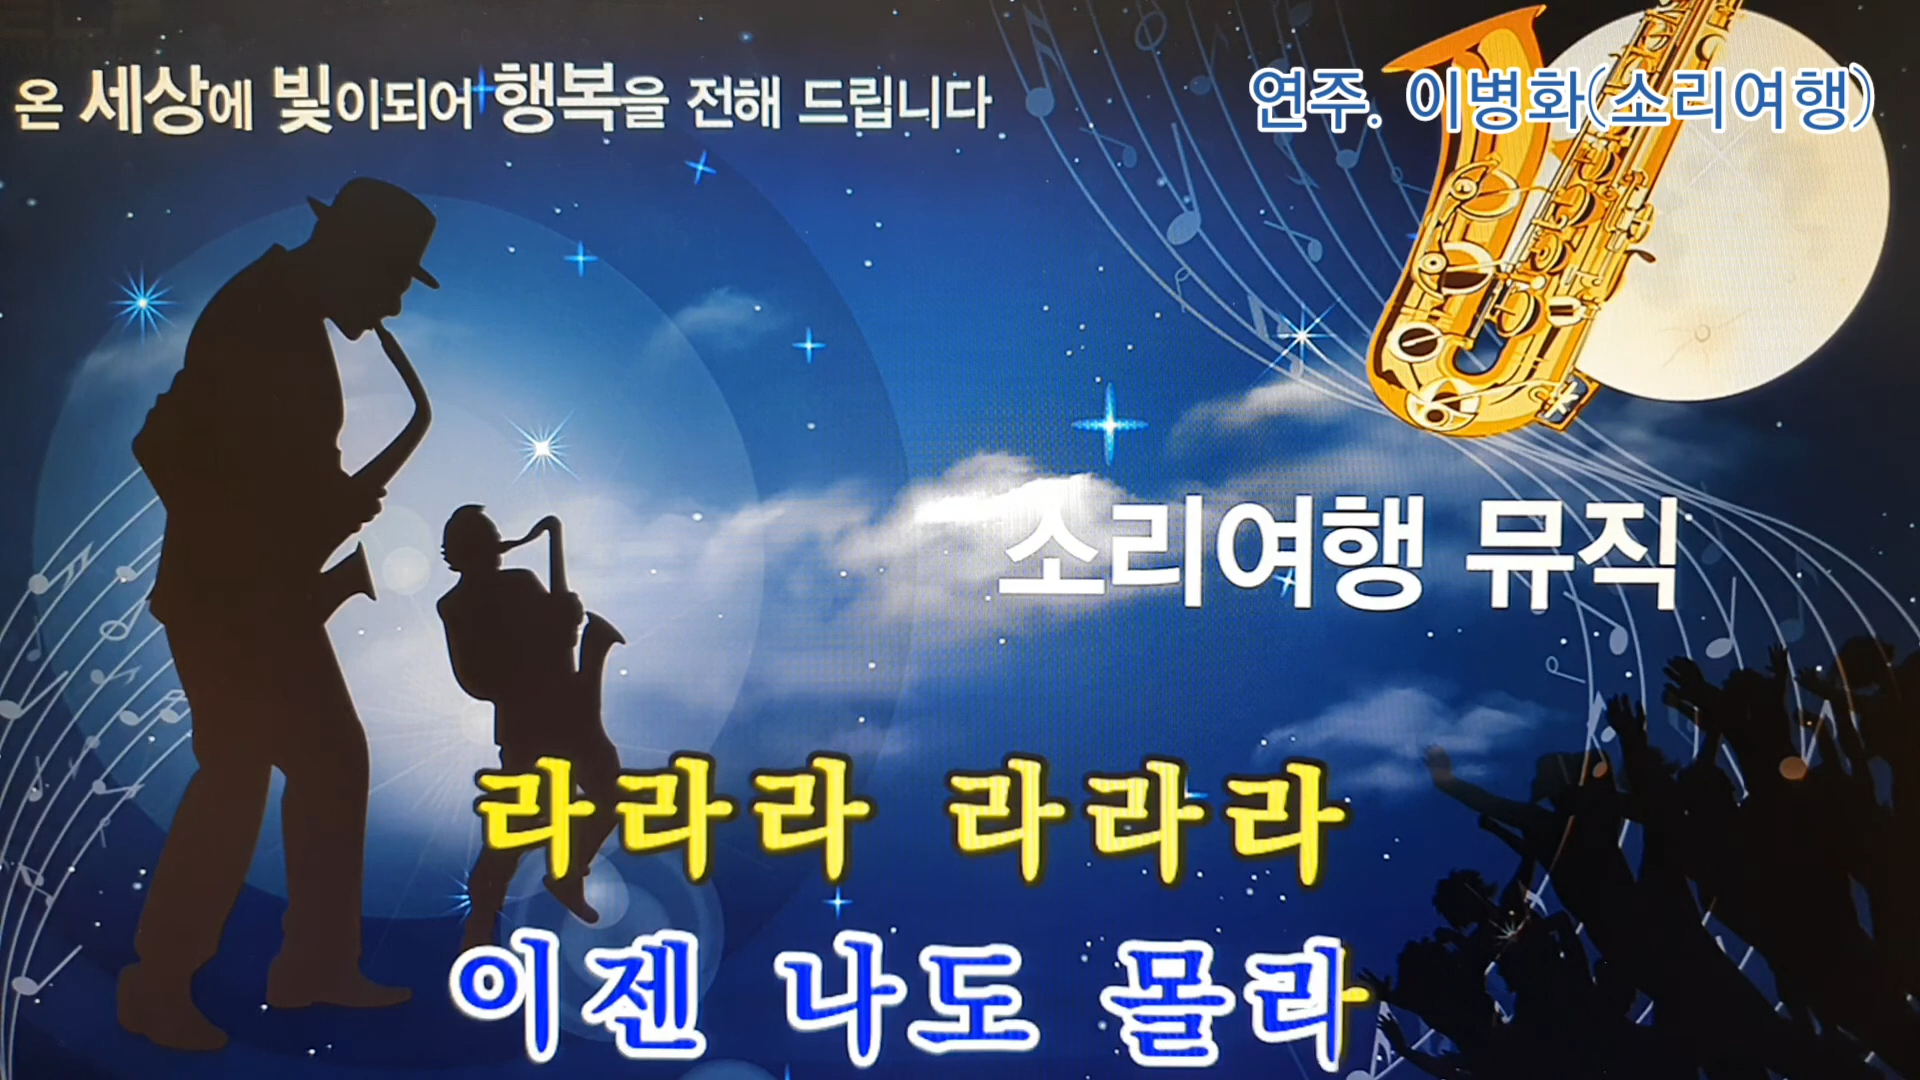 온 세상에 빛이되어 행복을 전해 드립니다
연주. 이병화(소리여행)
소리여행 뮤직
라라라 라라라
이젠 나도 몰라